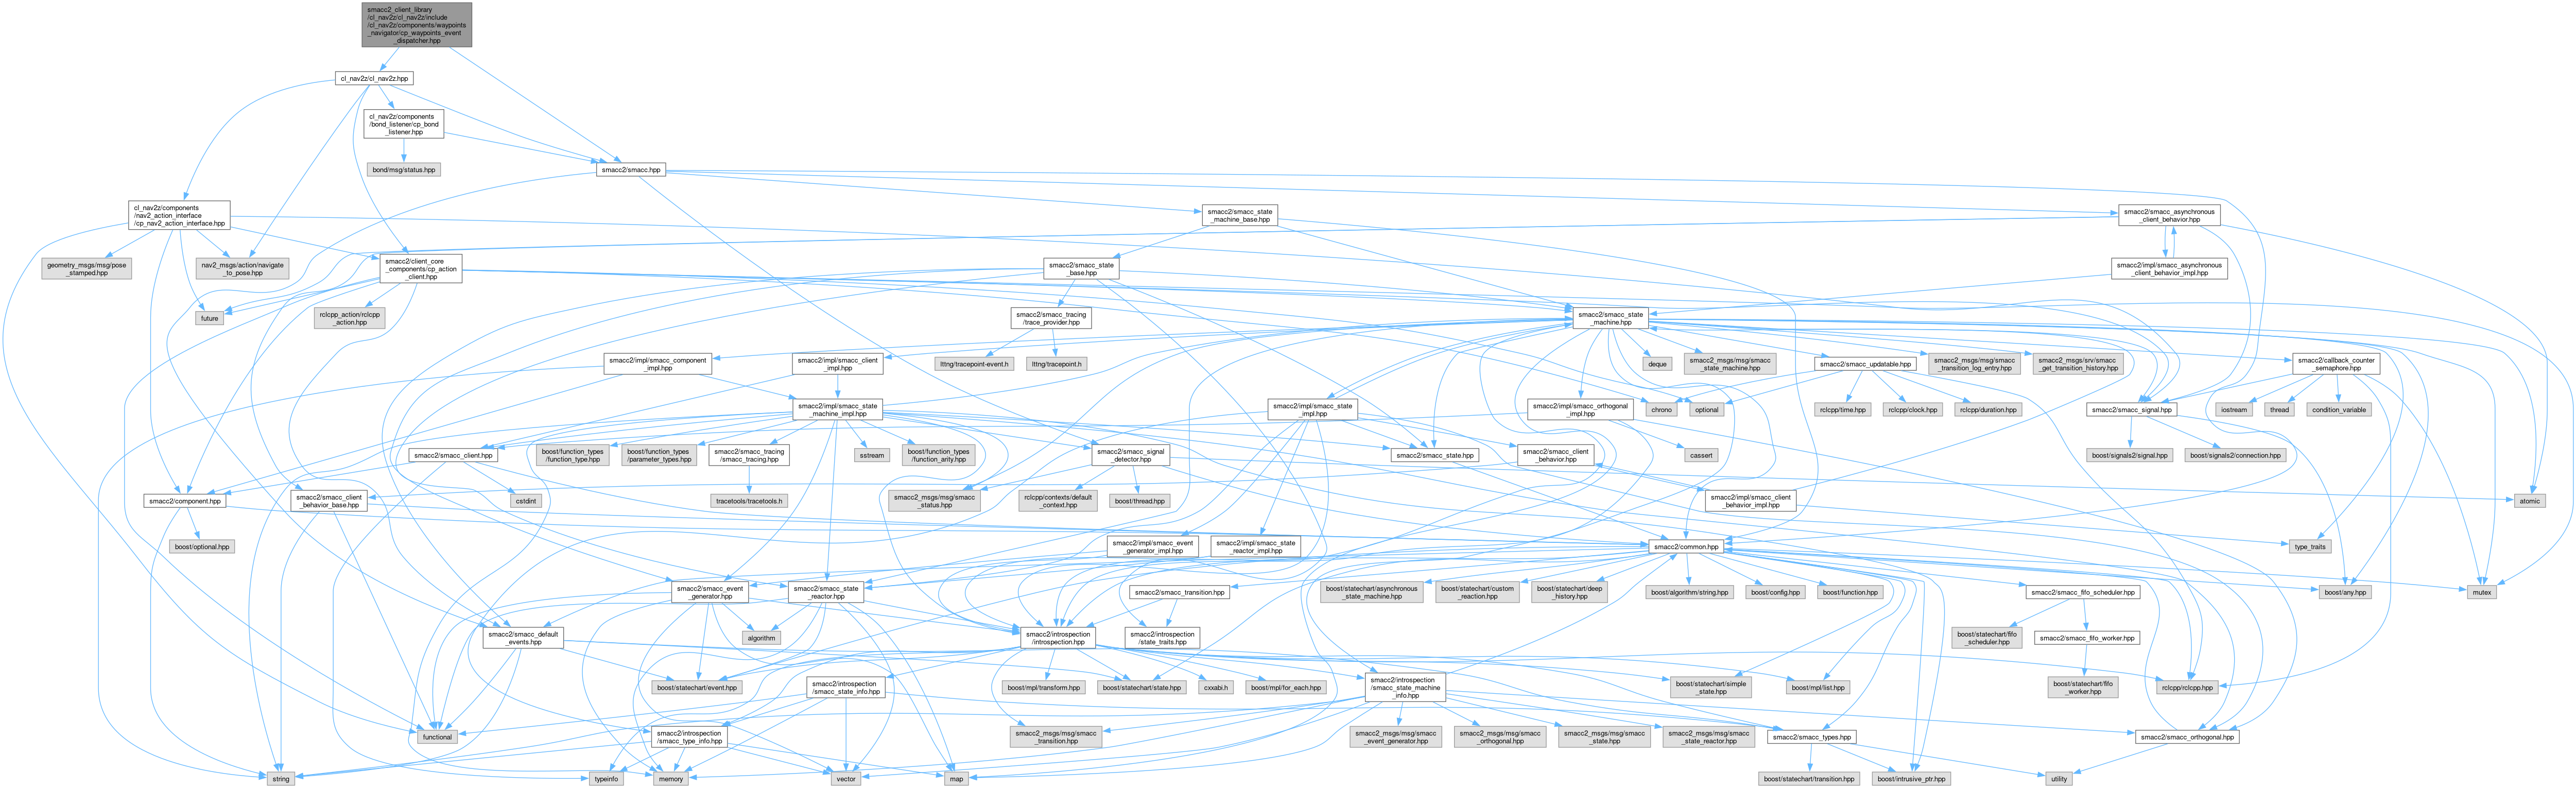 smacc2_client_library
/cl_nav2z/cl_nav2z/include
/cl_nav2z/components/waypoints
_navigator/cp_waypoints_event
_dispatcher.hpp
cl_nav2z/cl_nav2z.hpp
cl_nav2z/components
/bond_listener/cp_bond
_listener.hpp
bond/msg/status.hpp
smacc2/smacc.hpp
cl_nav2z/components
/nav2_action_interface
/cp_nav2_action_interface.hpp
smacc2/smacc_state
_machine_base.hpp
smacc2/smacc_asynchronous
_client_behavior.hpp
geometry_msgs/msg/pose
_stamped.hpp
nav2_msgs/action/navigate
_to_pose.hpp
smacc2/client_core
_components/cp_action
_client.hpp
smacc2/smacc_state
_base.hpp
smacc2/impl/smacc_asynchronous
_client_behavior_impl.hpp
future
rclcpp_action/rclcpp
_action.hpp
smacc2/smacc_tracing
/trace_provider.hpp
smacc2/smacc_state
_machine.hpp
smacc2/impl/smacc_component
_impl.hpp
smacc2/impl/smacc_client
_impl.hpp
lttng/tracepoint-event.h
lttng/tracepoint.h
deque
smacc2_msgs/msg/smacc
_state_machine.hpp
smacc2/smacc_updatable.hpp
smacc2_msgs/msg/smacc
_transition_log_entry.hpp
smacc2_msgs/srv/smacc
_get_transition_history.hpp
smacc2/callback_counter
_semaphore.hpp
smacc2/impl/smacc_state
_machine_impl.hpp
smacc2/impl/smacc_state
_impl.hpp
smacc2/impl/smacc_orthogonal
_impl.hpp
chrono
optional
rclcpp/time.hpp
rclcpp/clock.hpp
rclcpp/duration.hpp
smacc2/smacc_signal.hpp
iostream
thread
condition_variable
smacc2/smacc_client.hpp
boost/function_types
/function_type.hpp
boost/function_types
/parameter_types.hpp
smacc2/smacc_tracing
/smacc_tracing.hpp
sstream
boost/function_types
/function_arity.hpp
smacc2/smacc_signal
_detector.hpp
smacc2/smacc_state.hpp
smacc2/smacc_client
_behavior.hpp
cassert
boost/signals2/signal.hpp
boost/signals2/connection.hpp
smacc2/component.hpp
smacc2/smacc_client
_behavior_base.hpp
cstdint
tracetools/tracetools.h
smacc2_msgs/msg/smacc
_status.hpp
rclcpp/contexts/default
_context.hpp
boost/thread.hpp
smacc2/impl/smacc_client
_behavior_impl.hpp
atomic
boost/optional.hpp
smacc2/impl/smacc_event
_generator_impl.hpp
smacc2/impl/smacc_state
_reactor_impl.hpp
smacc2/common.hpp
type_traits
smacc2/smacc_event
_generator.hpp
smacc2/smacc_state
_reactor.hpp
smacc2/smacc_transition.hpp
boost/statechart/asynchronous
_state_machine.hpp
boost/statechart/custom
_reaction.hpp
boost/statechart/deep
_history.hpp
boost/algorithm/string.hpp
boost/config.hpp
boost/function.hpp
smacc2/smacc_fifo_scheduler.hpp
boost/any.hpp
mutex
smacc2/smacc_default
_events.hpp
algorithm
smacc2/introspection
/introspection.hpp
smacc2/introspection
/state_traits.hpp
boost/statechart/fifo
_scheduler.hpp
smacc2/smacc_fifo_worker.hpp
boost/statechart/event.hpp
smacc2/introspection
/smacc_state_info.hpp
boost/mpl/transform.hpp
boost/statechart/state.hpp
cxxabi.h
boost/mpl/for_each.hpp
smacc2/introspection
/smacc_state_machine
_info.hpp
boost/statechart/simple
_state.hpp
boost/mpl/list.hpp
boost/statechart/fifo
_worker.hpp
rclcpp/rclcpp.hpp
functional
smacc2/introspection
/smacc_type_info.hpp
smacc2_msgs/msg/smacc
_transition.hpp
smacc2_msgs/msg/smacc
_event_generator.hpp
smacc2_msgs/msg/smacc
_orthogonal.hpp
smacc2_msgs/msg/smacc
_state.hpp
smacc2_msgs/msg/smacc
_state_reactor.hpp
smacc2/smacc_types.hpp
smacc2/smacc_orthogonal.hpp
string
typeinfo
memory
vector
map
boost/statechart/transition.hpp
boost/intrusive_ptr.hpp
utility